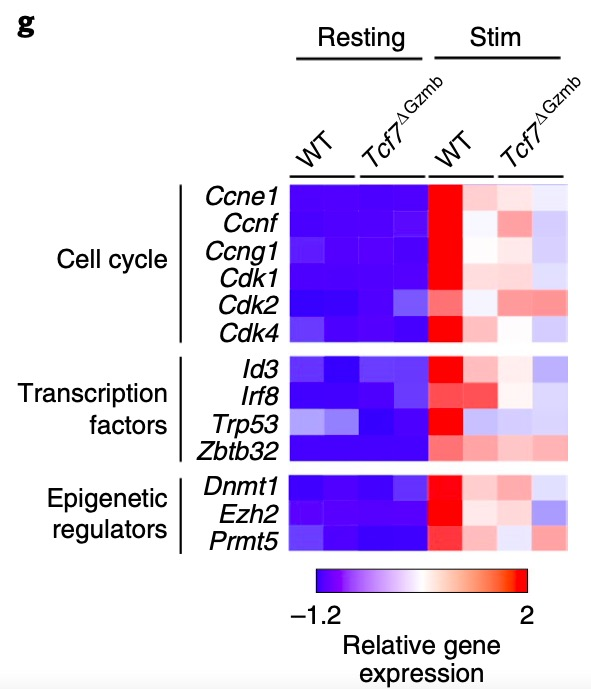 g
Resting Stim
WT Tcf7ΔGzmb WT Tcf7ΔGzmb
Cell cycle
Ccne1
Ccnf
Ccng1
Cdk1
Cdk2
Cdk4
Transcription
factors
Id3
Irf8
Trp53
Zbtb32
Epigenetic
regulators
Dnmt1
Ezh2
Prmt5
–1.2 2
Relative gene
expression